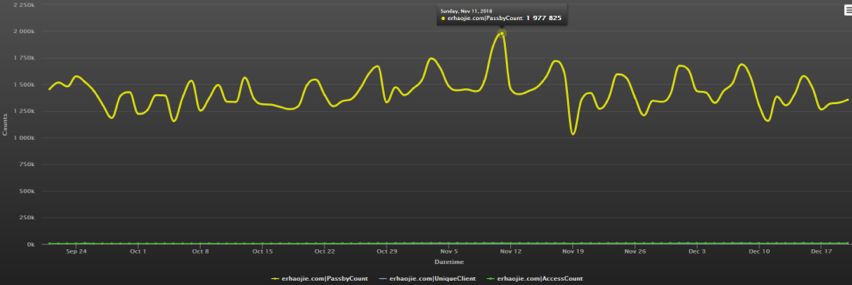 2 250k
Sunday, Nov 11, 2018
erhaojie.com|PassbyCount: 1 977 825
2 000k
1 750k
1 500k
1 250k
1 000k
750k
500k
250k
0k
Counts
Sep 24 Oct 1 Oct 8 Oct 15 Oct 22 Oct 29 Nov 5 Nov 12 Nov 19 Nov 26 Dec 3 Dec 10 Dec 17
Datetime
erhaojie.com|PassbyCount erhaojie.com|UniqueClient erhaojie.com|AccessCount